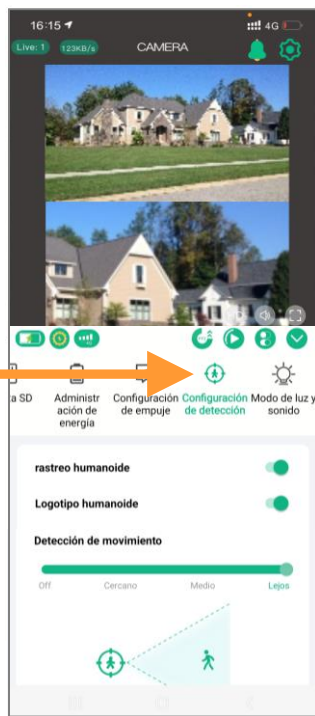 16:15 4G
Live: 1 123KB/s CAMERA
a SD Administr Configuración Configuración Modo de luz y
ación de de empuje de detección sonido
energía
rastreo humanoide
Logotipo humanoide
Detección de movimiento
Off Cercano Medio Lejos